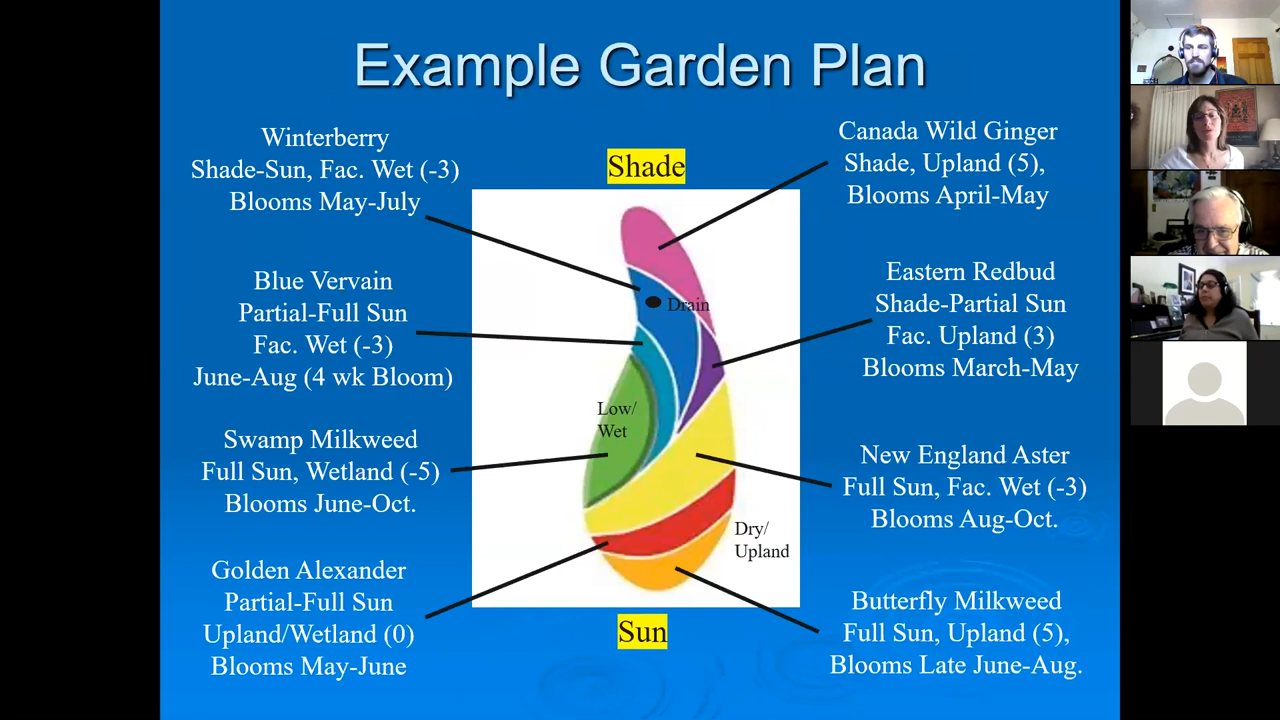 Example Garden Plan
Winterberry
Shade-Sun, Fac. Wet (-3)
Blooms May-July
Blue Vervain
Partial-Full Sun
Fac. Wet (-3)
June-Aug (4 wk Bloom)
Swamp Milkweed
Full Sun, Wetland (-5)
Blooms June-Oct.
Golden Alexander
Partial-Full Sun
Upland/Wetland (0)
Blooms May-June
Shade
Drain
Low/
Wet
Dry/
Upland
Sun
Canada Wild Ginger
Shade, Upland (5),
Blooms April-May
Eastern Redbud
Shade-Partial Sun
Fac. Upland (3)
Blooms March-May
New England Aster
Full Sun, Fac. Wet (-3)
Blooms Aug-Oct.
Butterfly Milkweed
Full Sun, Upland (5),
Blooms Late June-Aug.